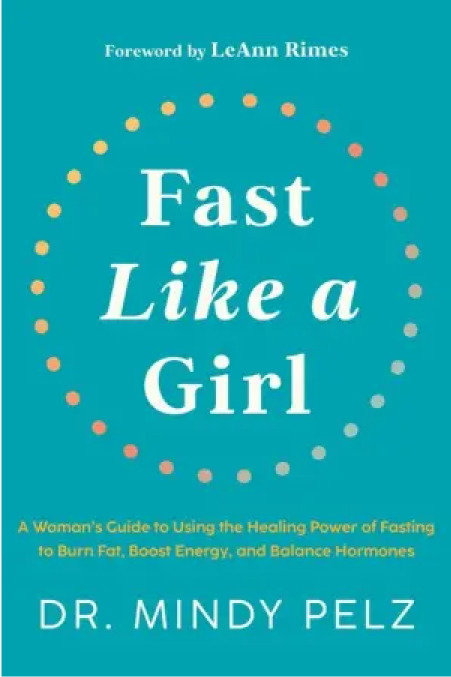 Foreword by LeAnn Rimes
Fast
Like a
Girl
A Woman's Guide to Using the Healing Power of Fasting
to Burn Fat, Boost Energy, and Balance Hormones
DR. MINDY PELZ